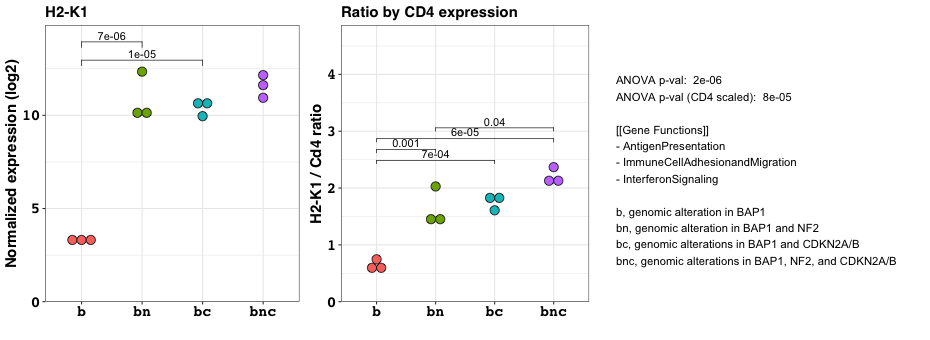 H2-K1
Normalized expression (log2)
10
5
0
7e-06
1e-05
b bn bc bnc
Ratio by CD4 expression
H2-K1 / Cd4 ratio
4
3
2
1
0
0.04
6e-05
0.001
7e-04
b bn bc bnc
ANOVA p-val: 2e-06
ANOVA p-val (CD4 scaled): 8e-05
[[Gene Functions]]
- AntigenPresentation
- ImmuneCellAdhesionandMigration
- InterferonSignaling
b, genomic alteration in BAP1
bn, genomic alteration in BAP1 and NF2
bc, genomic alterations in BAP1 and CDKN2A/B
bnc, genomic alterations in BAP1, NF2, and CDKN2A/B